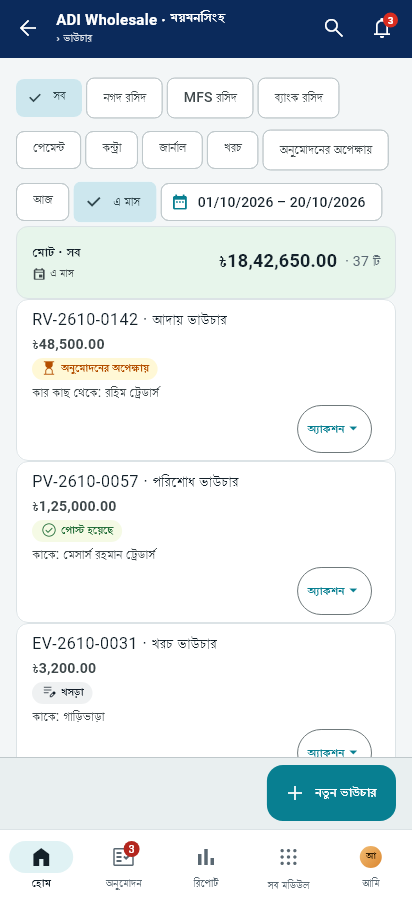 ADI Wholesale · ময়মনসিংহ
› ভাউচার
3
সব
নগদ রসিদ
MFS রসিদ
ব্যাংক রসিদ
পেমেন্ট
কন্ট্রা
জার্নাল
খরচ
অনুমোদনের অপেক্ষায়
আজ
এ মাস
01/10/2026 – 20/10/2026
মোট · সব
৳18,42,650.00 · 37 টি
এ মাস
RV-2610-0142 · আদায় ভাউচার
৳48,500.00
অনুমোদনের অপেক্ষায়
কার কাছ থেকে: রহিম ট্রেডার্স
অ্যাকশন
PV-2610-0057 · পরিশোধ ভাউচার
৳1,25,000.00
পোস্ট হয়েছে
কাকে: মেসার্স রহমান ট্রেডার্স
অ্যাকশন
EV-2610-0031 · খরচ ভাউচার
৳3,200.00
খসড়া
কাকে: গাড়িভাড়া
অ্যাকশন
নতুন ভাউচার
3
আ
হোম
অনুমোদন
রিপোর্ট
সব মডিউল
আমি